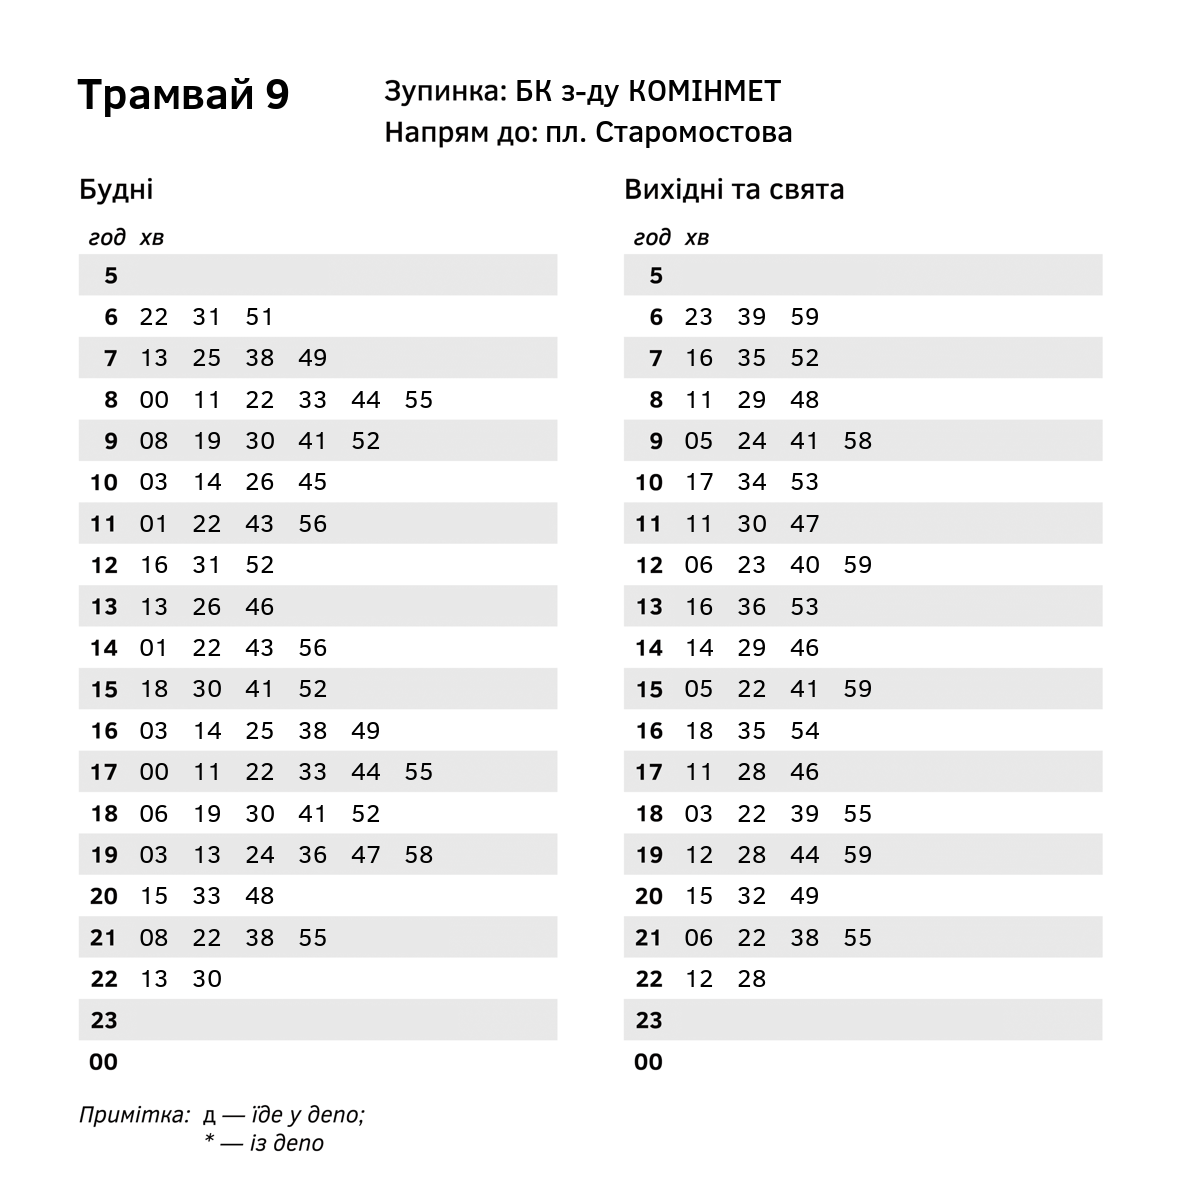 Трамвай 9
Зупинка: БК з-ду КОМІНМЕТ
Напрям до: пл. Старомостова
Будні
год хв
5
6 22 31 51
7 13 25 38 49
8 00 11 22 33 44 55
9 08 19 30 41 52
10 03 14 26 45
11 01 22 43 56
12 16 31 52
13 13 26 46
14 01 22 43 56
15 18 30 41 52
16 03 14 25 38 49
17 00 11 22 33 44 55
18 06 19 30 41 52
19 03 13 24 36 47 58
20 15 33 48
21 08 22 38 55
22 13 30
23
00
Вихідні та свята
год хв
5
6 23 39 59
7 16 35 52
8 11 29 48
9 05 24 41 58
10 17 34 53
11 11 30 47
12 06 23 40 59
13 16 36 53
14 14 29 46
15 05 22 41 59
16 18 35 54
17 11 28 46
18 03 22 39 55
19 12 28 44 59
20 15 32 49
21 06 22 38 55
22 12 28
23
00
Примітка: д — їде у депо;
* — із депо